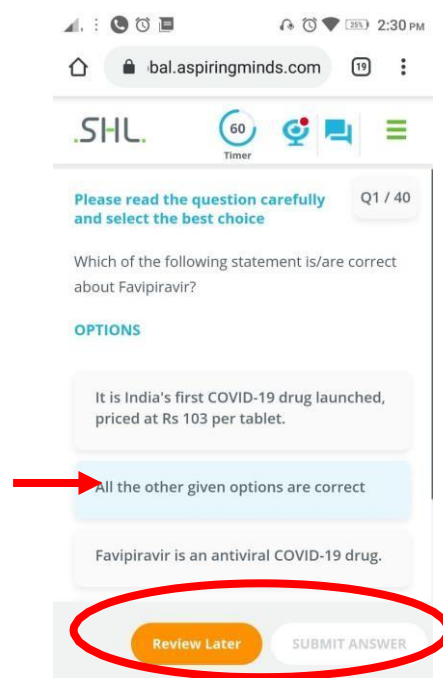 25% 2:30 PM
bal.aspiringminds.com 19
.SHL. 60
Timer
Please read the question carefully Q1 / 40
and select the best choice
Which of the following statement is/are correct
about Favipiravir?
OPTIONS
It is India's first COVID-19 drug launched,
priced at Rs 103 per tablet.
All the other given options are correct
Favipiravir is an antiviral COVID-19 drug.
Review Later SUBMIT ANSWER